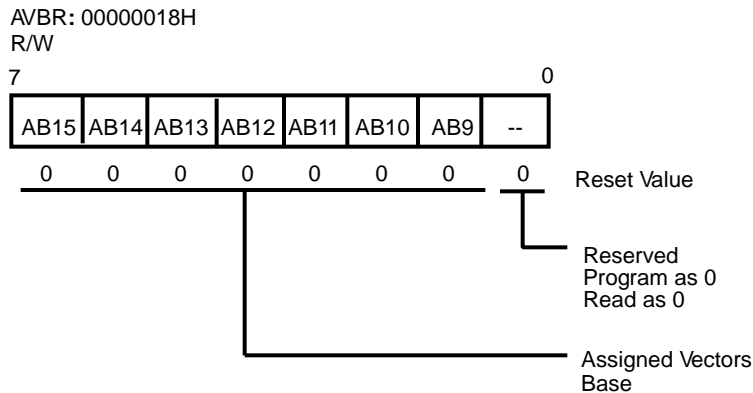 AVBR: 00000018H
R/W
7 0
AB15 AB14 AB13 AB12 AB11 AB10 AB9 --
0 0 0 0 0 0 0 0 Reset Value
Reserved
Program as 0
Read as 0
Assigned Vectors
Base